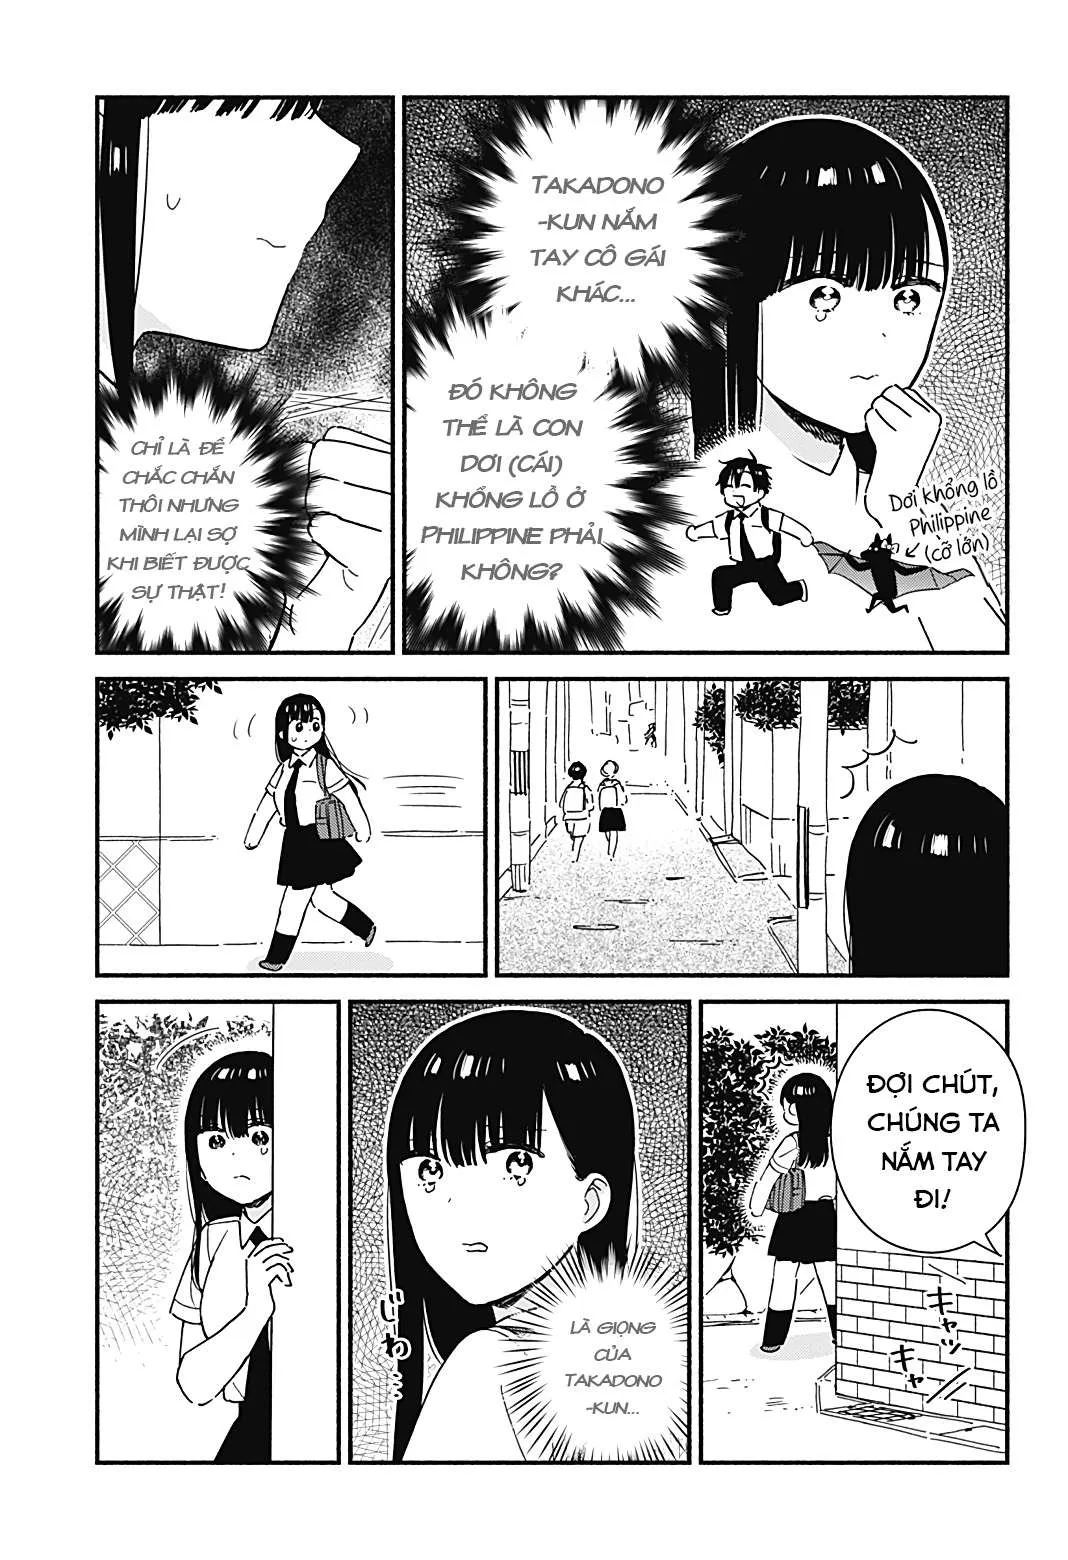 TAKADONO
-KUN NẮM
TAY CÔ GÁI
KHÁC...
ĐÓ KHÔNG
THỂ LÀ CON
DƠI (CÁI)
KHỔNG LỒ Ở
PHILIPPINE PHẢI
KHÔNG?
Dơi khổng lồ
Philippine
(cỡ lớn)
CHỈ LÀ ĐỂ
CHẮC CHẮN
THÔI NHƯNG
MÌNH LẠI SỢ
KHI BIẾT ĐƯỢC
SỰ THẬT!
ĐỢI CHÚT,
CHÚNG TA
NẮM TAY
ĐI!
キャッ
キャ
LÀ GIỌNG
CỦA
TAKADONO
-KUN...
じわ…